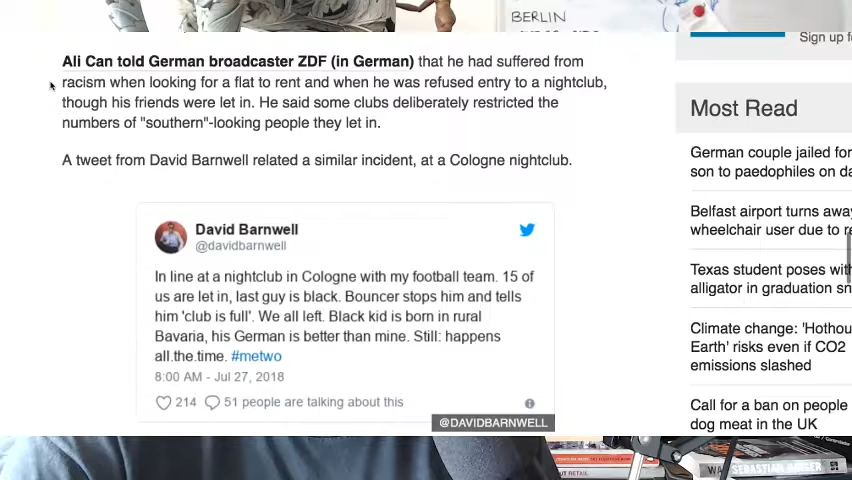 BERLIN
Sign up f
Ali Can told German broadcaster ZDF (in German) that he had suffered from
racism when looking for a flat to rent and when he was refused entry to a nightclub,
though his friends were let in. He said some clubs deliberately restricted the
numbers of "southern"-looking people they let in.
A tweet from David Barnwell related a similar incident, at a Cologne nightclub.
David Barnwell
@davidbarnwell
In line at a nightclub in Cologne with my football team. 15 of
us are let in, last guy is black. Bouncer stops him and tells
him 'club is full'. We all left. Black kid is born in rural
Bavaria, his German is better than mine. Still: happens
all.the.time. #metwo
8:00 AM - Jul 27, 2018
214 51 people are talking about this
@DAVIDBARNWELL
Most Read
German couple jailed for
son to paedophiles on da
Belfast airport turns away
wheelchair user due to re
Texas student poses with
alligator in graduation sn
Climate change: 'Hothou
Earth' risks even if CO2
emissions slashed
Call for a ban on people
dog meat in the UK
UT RETAIL